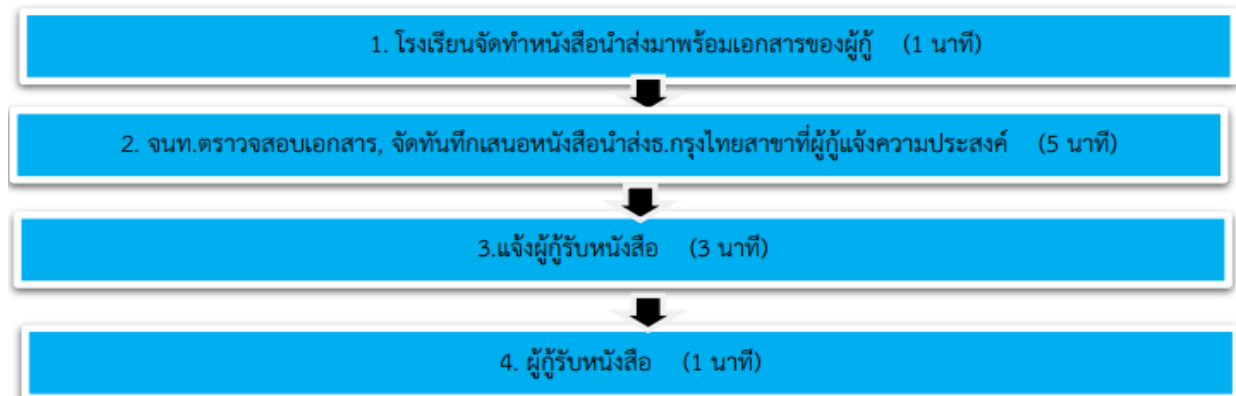 1. โรงเรียนจัดทำหนังสือนำส่งมาพร้อมเอกสารของผู้กู้ (1 นาที)
2. จนท.ตราวจสอบเอกสาร, จัดทันทึกเสนอหนังสือนำส่งธ.กรุงไทยสาขาที่ผู้กู้แจ้งความประสงค์ (5 นาที)
3.แจ้งผู้กู้รับหนังสือ (3 นาที)
4. ผู้กู้รับหนังสือ (1 นาที)